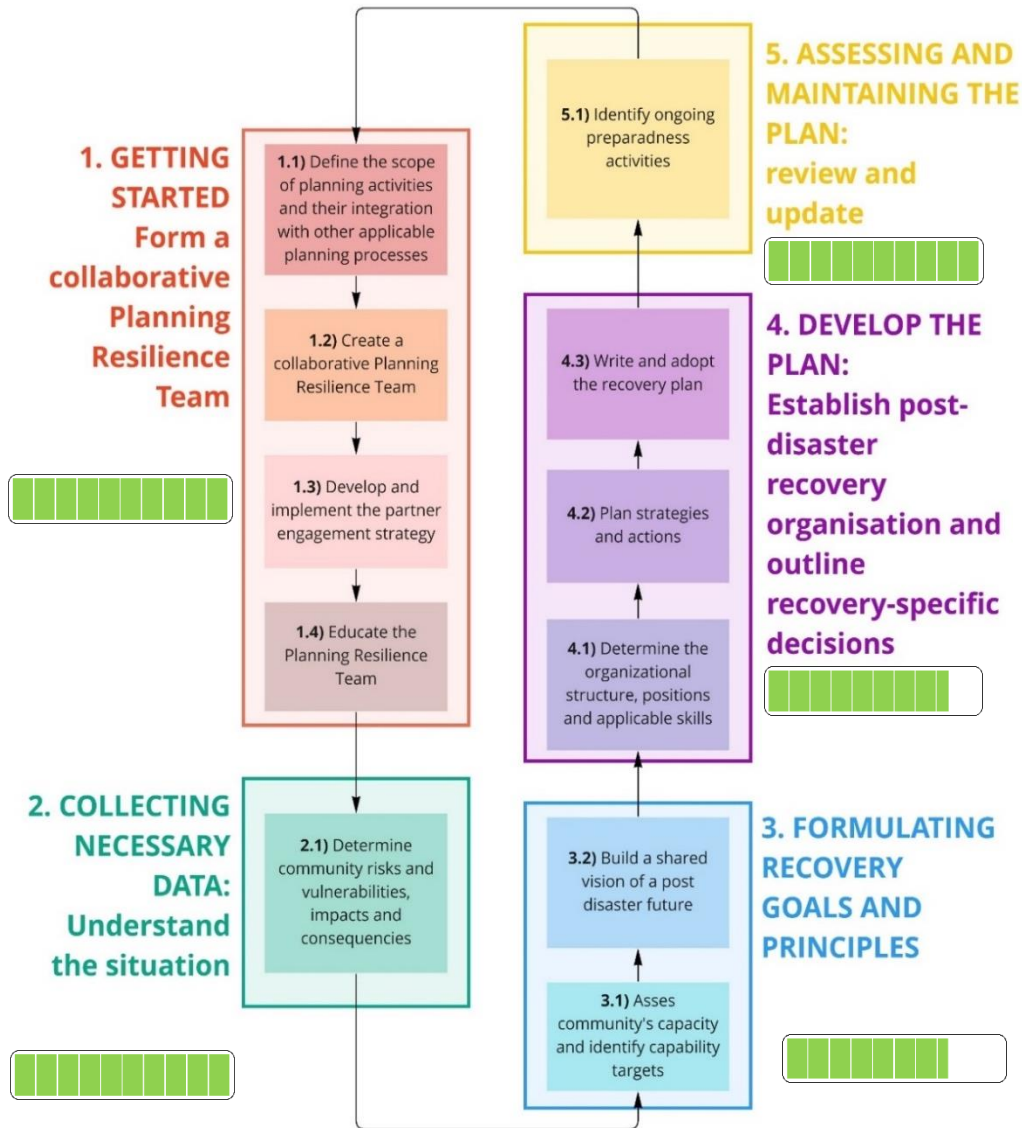 1. GETTING
STARTED
Form a
collaborative
Planning
Resilience
Team
1.1) Define the scope
of planning activities
and their integration
with other applicable
planning processes
1.2) Create a
collaborative Planning
Resilience Team
1.3) Develop and
implement the partner
engagement strategy
1.4) Educate the
Planning Resilience
Team
2. COLLECTING
NECESSARY
DATA:
Understand
the situation
2.1) Determine
community risks and
vulnerabilities,
impacts and
consequencies
3. FORMULATING
RECOVERY
GOALS AND
PRINCIPLES
3.1) Asses
community's capacity
and identify capability
targets
3.2) Build a shared
vision of a post
disaster future
4. DEVELOP THE
PLAN:
Establish post-
disaster
recovery
organisation and
outline
recovery-specific
decisions
4.1) Determine the
organizational
structure, positions
and applicable skills
4.2) Plan strategies
and actions
4.3) Write and adopt
the recovery plan
5. ASSESSING AND
MAINTAINING THE
PLAN:
review and
update
5.1) Identify ongoing
preparadness
activities